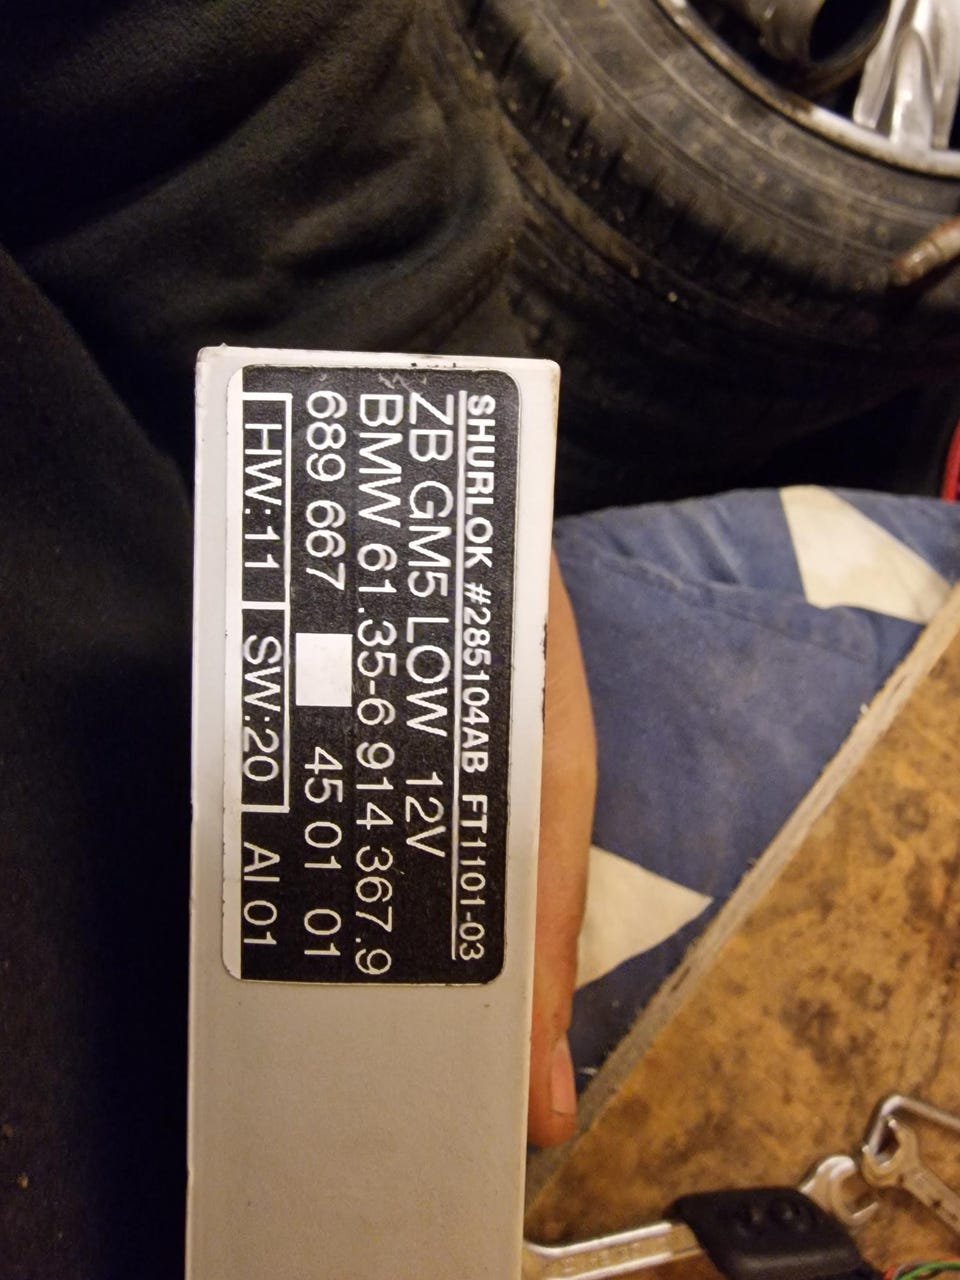 SHURLOK #285104AB FT1101-03
ZB GM5 LOW 12V
BMW 61.35-6 914 367.9
689 667 45 01 01
HW:11 SW:20 AI 01